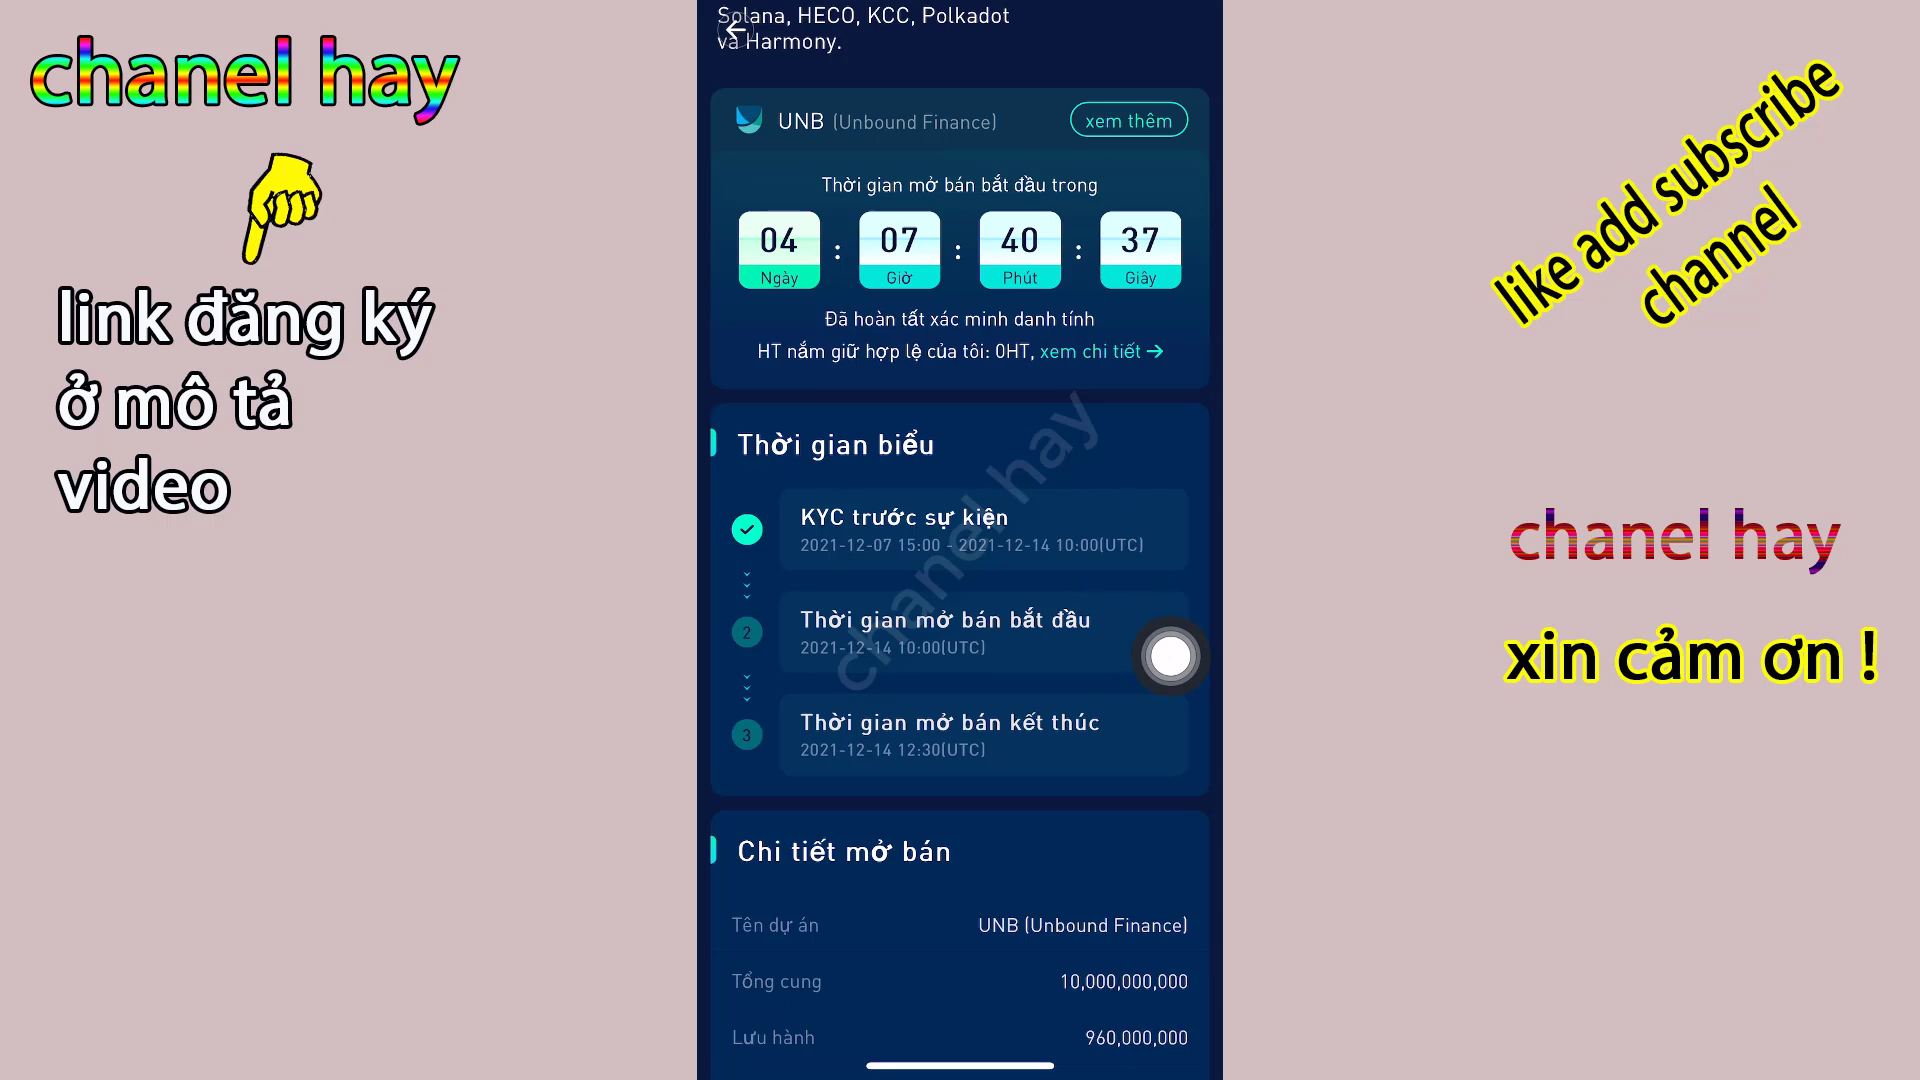 chanel hay
link đăng ký
ở mô tả
video
Solana, HECO, KCC, Polkadot
và Harmony.
UNB (Unbound Finance)
xem thêm
Thời gian mở bán bắt đầu trong
04 : 07 : 40 : 37
Ngày Giờ Phút Giây
Đã hoàn tất xác minh danh tính
HT nắm giữ hợp lệ của tôi: 0HT, xem chi tiết →
Thời gian biểu
KYC trước sự kiện
2021-12-07 15:00 - 2021-12-14 10:00(UTC)
2
Thời gian mở bán bắt đầu
2021-12-14 10:00(UTC)
3
Thời gian mở bán kết thúc
2021-12-14 12:30(UTC)
chanel hay
Chi tiết mở bán
Tên dự án UNB (Unbound Finance)
Tổng cung 10,000,000,000
Lưu hành 960,000,000
like add subscribe
channel
chanel hay
xin cảm ơn !